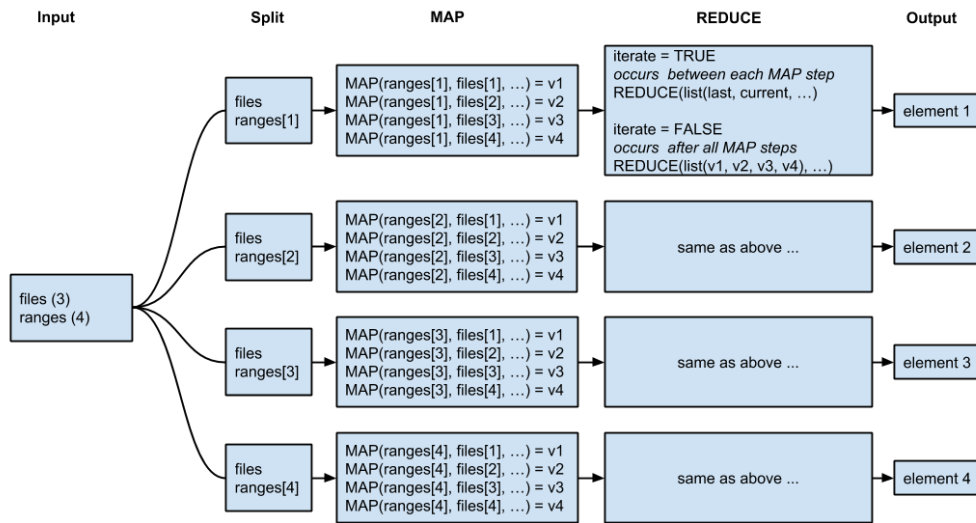 Input
Split
MAP
REDUCE
Output
files (3)
ranges (4)
files
ranges[1]
MAP(ranges[1], files[1], …) = v1
MAP(ranges[1], files[2], …) = v2
MAP(ranges[1], files[3], …) = v3
MAP(ranges[1], files[4], …) = v4
iterate = TRUE
occurs between each MAP step
REDUCE(list(last, current, …)
iterate = FALSE
occurs after all MAP steps
REDUCE(list(v1, v2, v3, v4), …)
element 1
files
ranges[2]
MAP(ranges[2], files[1], …) = v1
MAP(ranges[2], files[2], …) = v2
MAP(ranges[2], files[3], …) = v3
MAP(ranges[2], files[4], …) = v4
same as above ...
element 2
files
ranges[3]
MAP(ranges[3], files[1], …) = v1
MAP(ranges[3], files[2], …) = v2
MAP(ranges[3], files[3], …) = v3
MAP(ranges[3], files[4], …) = v4
same as above ...
element 3
files
ranges[4]
MAP(ranges[4], files[1], …) = v1
MAP(ranges[4], files[2], …) = v2
MAP(ranges[4], files[3], …) = v3
MAP(ranges[4], files[4], …) = v4
same as above ...
element 4